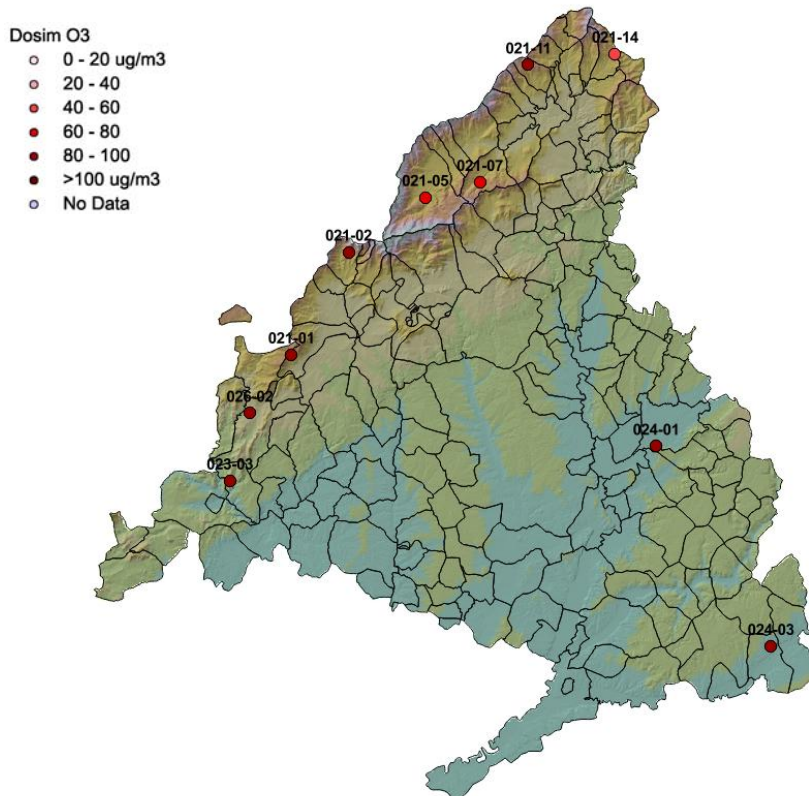 Dosim O3
0 - 20 ug/m3
20 - 40
40 - 60
60 - 80
80 - 100
>100 ug/m3
No Data
021-14
021-11
021-07
021-05
021-02
021-01
026-02
024-01
023-03
024-03